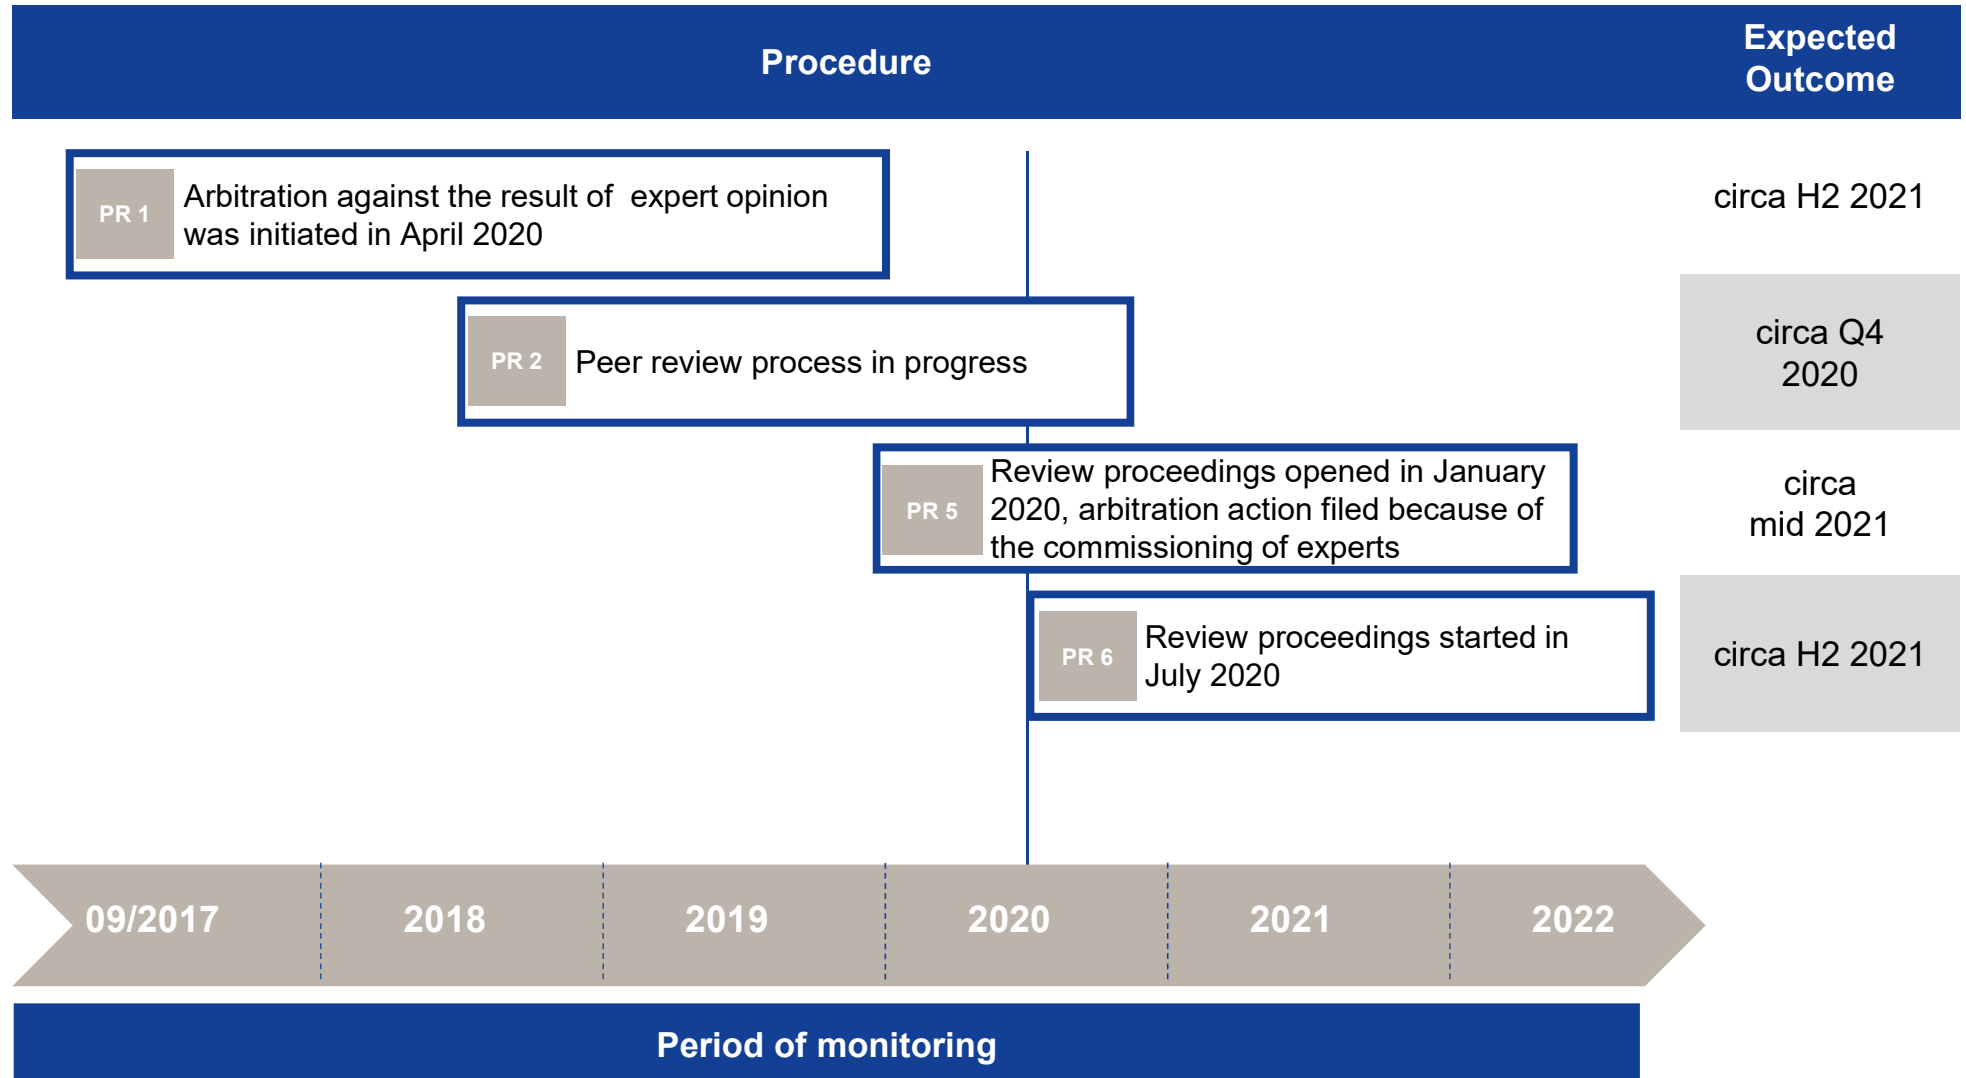 Procedure
Expected
Outcome
PR 1
Arbitration against the result of  expert opinion
was initiated in April 2020
circa H2 2021
PR 2
Peer review process in progress
circa Q4
2020
PR 5
Review proceedings opened in January
2020, arbitration action filed because of
the commissioning of experts
circa
mid 2021
PR 6
Review proceedings started in
July 2020
circa H2 2021
09/2017
2018
2019
2020
2021
2022
Period of monitoring